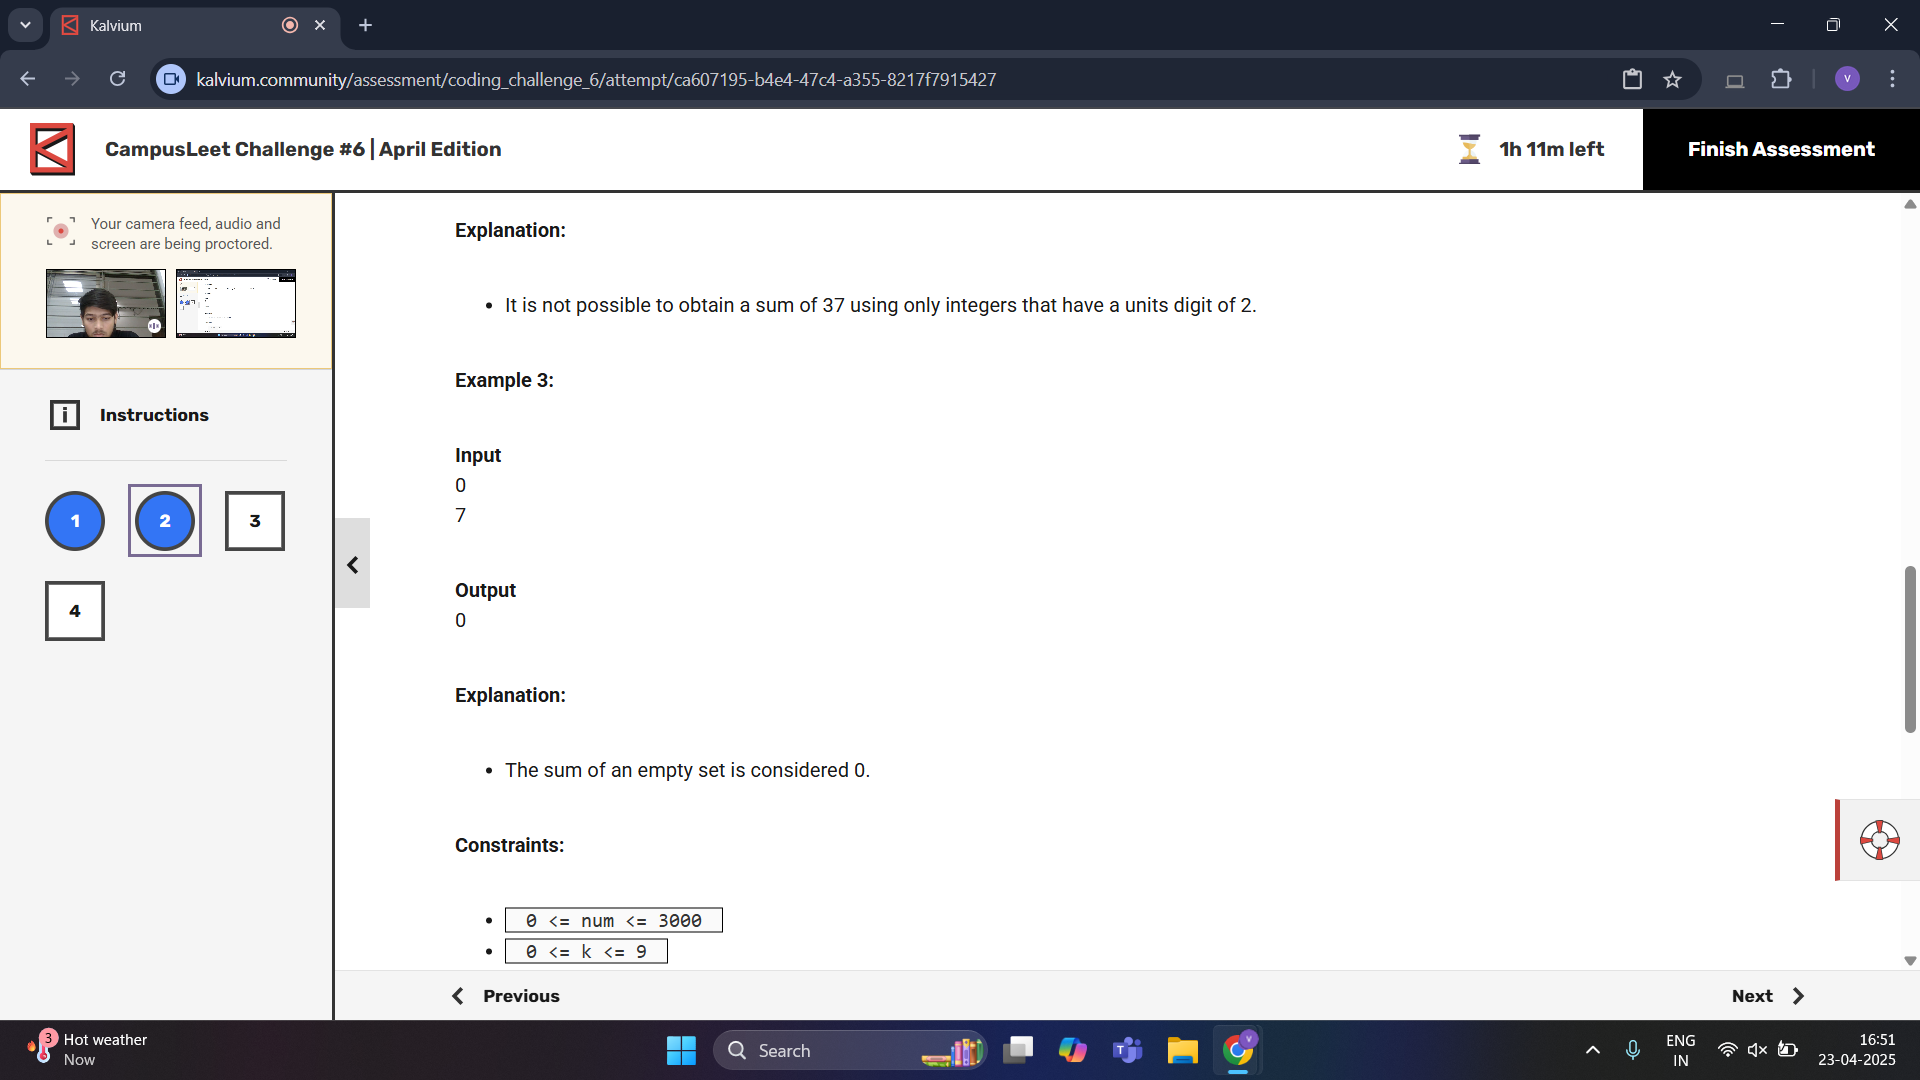 Kalvium
kalvium.community/assessment/coding_challenge_6/attempt/ca607195-b4e4-47c4-a355-8217f7915427
V
CampusLeet Challenge #6 | April Edition
1h 11m left
Finish Assessment
Your camera feed, audio and
screen are being proctored.
Instructions
1
2
3
4
Explanation:
• It is not possible to obtain a sum of 37 using only integers that have a units digit of 2.
Example 3:
Input
0
7
Output
0
Explanation:
• The sum of an empty set is considered 0.
Constraints:
• 0 <= num <= 3000
• 0 <= k <= 9
Previous
Next
3
Hot weather
Now
Search
V
ENG
IN
16:51
23-04-2025